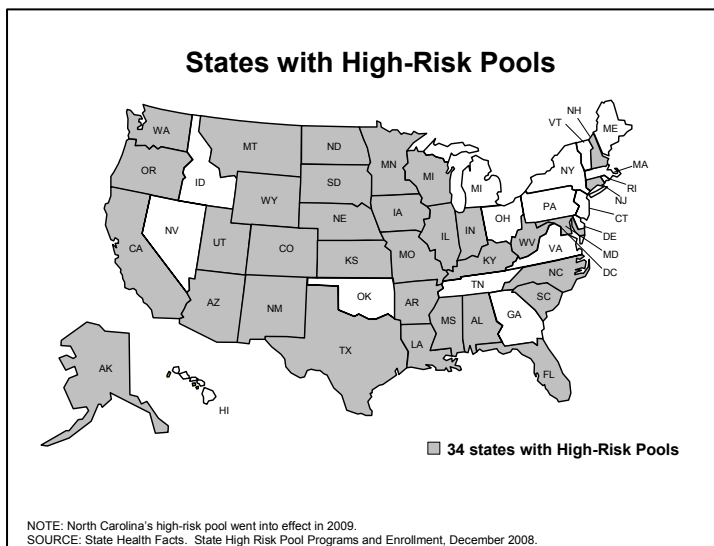 States with High-Risk Pools
WA
OR
CA
ID
NV
MT
WY
UT
AZ
CO
NM
ND
SD
NE
KS
OK
TX
MN
IA
MO
AR
LA
MI
IL
IN
MI
OH
KY
TN
MS
AL
GA
FL
SC
NC
VA
WV
PA
NY
VT
NH
ME
MA
RI
NJ
CT
DE
MD
DC
AK
HI
34 states with High-Risk Pools
NOTE: North Carolina's high-risk pool went into effect in 2009.
SOURCE: State Health Facts. State High Risk Pool Programs and Enrollment, December 2008.